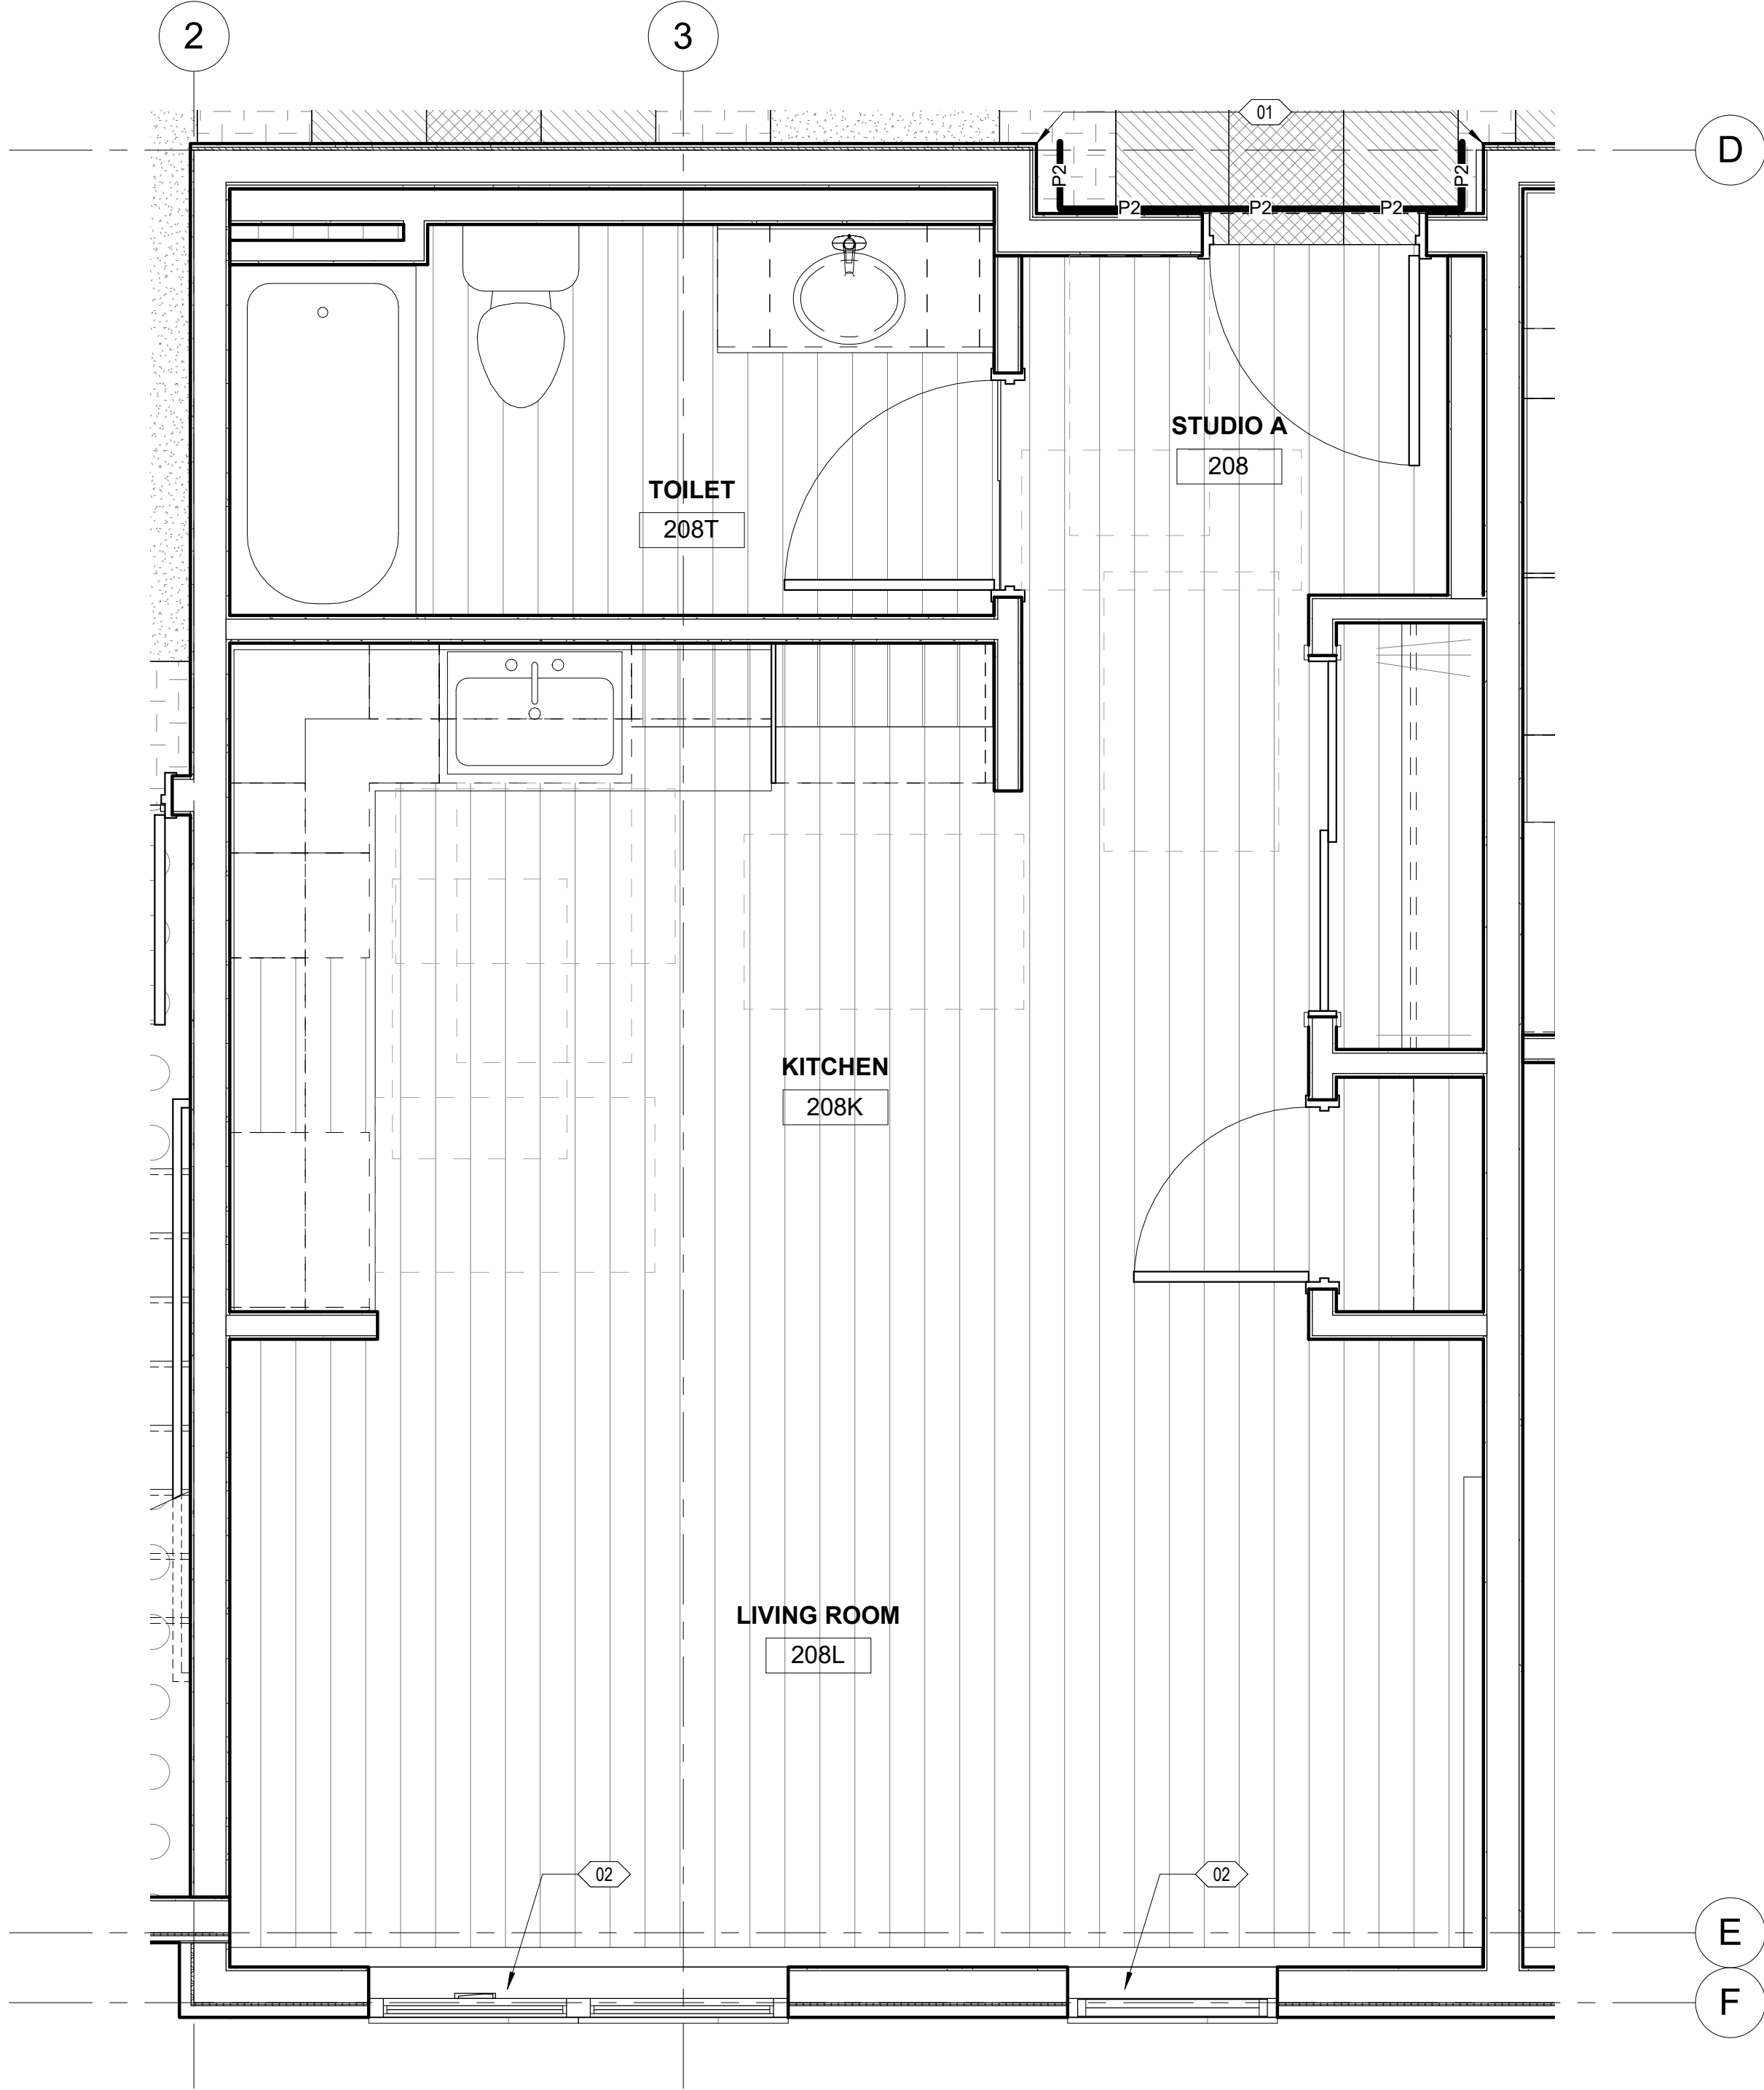 2
3
01
D
P2
P2
P2
P2
P2
STUDIO A
208
TOILET
208T
KITCHEN
208K
LIVING ROOM
208L
02
02
E
F